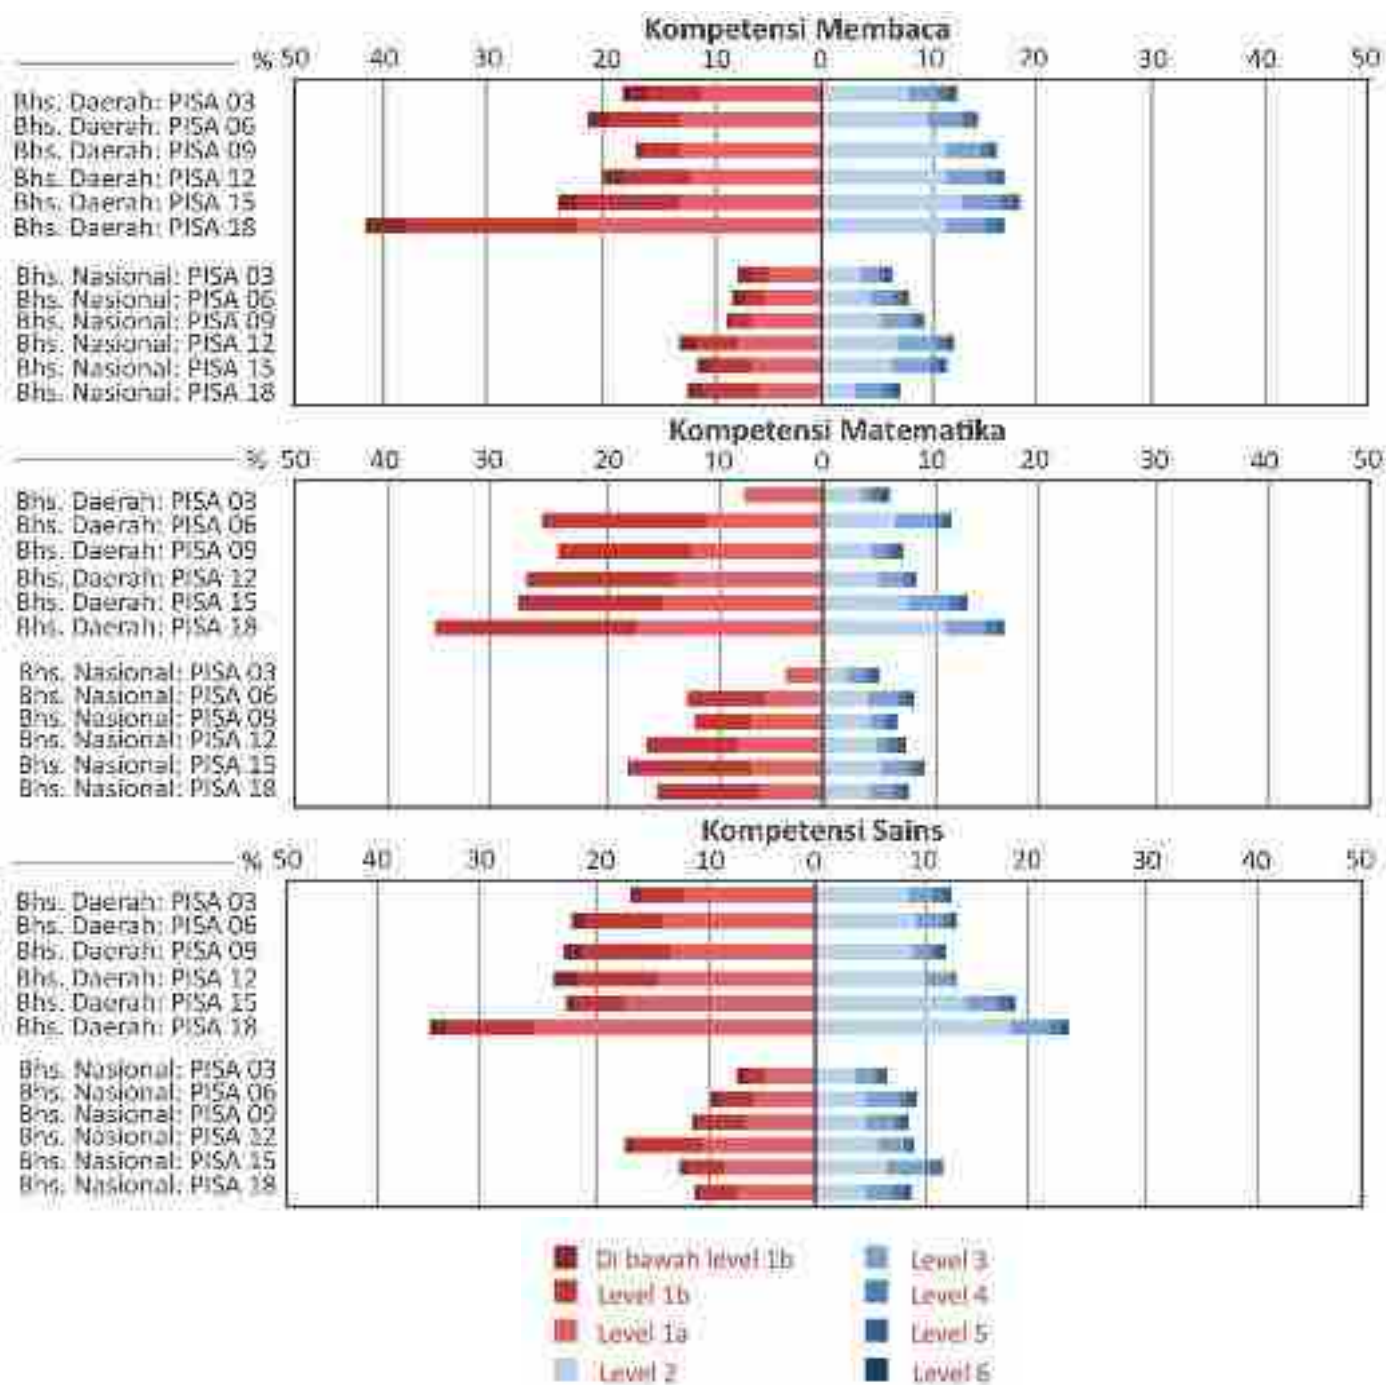 Kompetensi Membaca
% 50 40 30 20 10 0 10 20 30 40 50
Bhs. Daerah: PISA 03
Bhs. Daerah: PISA 06
Bhs. Daerah: PISA 09
Bhs. Daerah: PISA 12
Bhs. Daerah: PISA 15
Bhs. Daerah: PISA 18
Bhs. Nasional: PISA 03
Bhs. Nasional: PISA 06
Bhs. Nasional: PISA 09
Bhs. Nasional: PISA 12
Bhs. Nasional: PISA 15
Bhs. Nasional: PISA 18
Kompetensi Matematika
% 50 40 30 20 10 0 10 20 30 40 50
Bhs. Daerah: PISA 03
Bhs. Daerah: PISA 06
Bhs. Daerah: PISA 09
Bhs. Daerah: PISA 12
Bhs. Daerah: PISA 15
Bhs. Daerah: PISA 18
Bhs. Nasional: PISA 03
Bhs. Nasional: PISA 06
Bhs. Nasional: PISA 09
Bhs. Nasional: PISA 12
Bhs. Nasional: PISA 15
Bhs. Nasional: PISA 18
Kompetensi Sains
% 50 40 30 20 10 0 10 20 30 40 50
Bhs. Daerah: PISA 03
Bhs. Daerah: PISA 06
Bhs. Daerah: PISA 09
Bhs. Daerah: PISA 12
Bhs. Daerah: PISA 15
Bhs. Daerah: PISA 18
Bhs. Nasional: PISA 03
Bhs. Nasional: PISA 06
Bhs. Nasional: PISA 09
Bhs. Nasional: PISA 12
Bhs. Nasional: PISA 15
Bhs. Nasional: PISA 18
Di bawah level 1b
Level 1b
Level 1a
Level 2
Level 3
Level 4
Level 5
Level 6